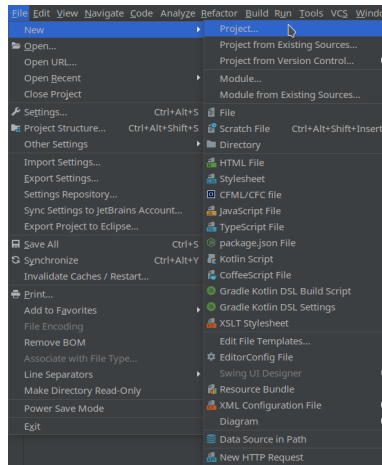 File Edit View Navigate Code Analyze Refactor Build Run Tools VCS
New
Open...
Open URL...
Open Recent
Close Project
Settings... Ctrl+Alt+S
Project Structure... Ctrl+Alt+Shift+S
Other Settings
Import Settings...
Export Settings...
Settings Repository...
Sync Settings to JetBrains Account...
Export Project to Eclipse...
Save All Ctrl+S
Synchronize Ctrl+Alt+Y
Invalidate Caches / Restart...
Print...
Add to Favorites
File Encoding
Remove BOM
Associate with File Type...
Line Separators
Make Directory Read-Only
Power Save Mode
Exit
Project...
Project from Existing Sources...
Project from Version Control...
Module...
Module from Existing Sources...
File
Scratch File Ctrl+Alt+Shift+Insert
Directory
HTML File
Stylesheet
CFML/CFC file
JavaScript File
TypeScript File
package.json File
Kotlin Script
CoffeeScript File
Gradle Kotlin DSL Build Script
Gradle Kotlin DSL Settings
XSLT Stylesheet
Edit File Templates...
EditorConfig File
Swing UI Designer
Resource Bundle
XML Configuration File
Diagram
Data Source in Path
New HTTP Request